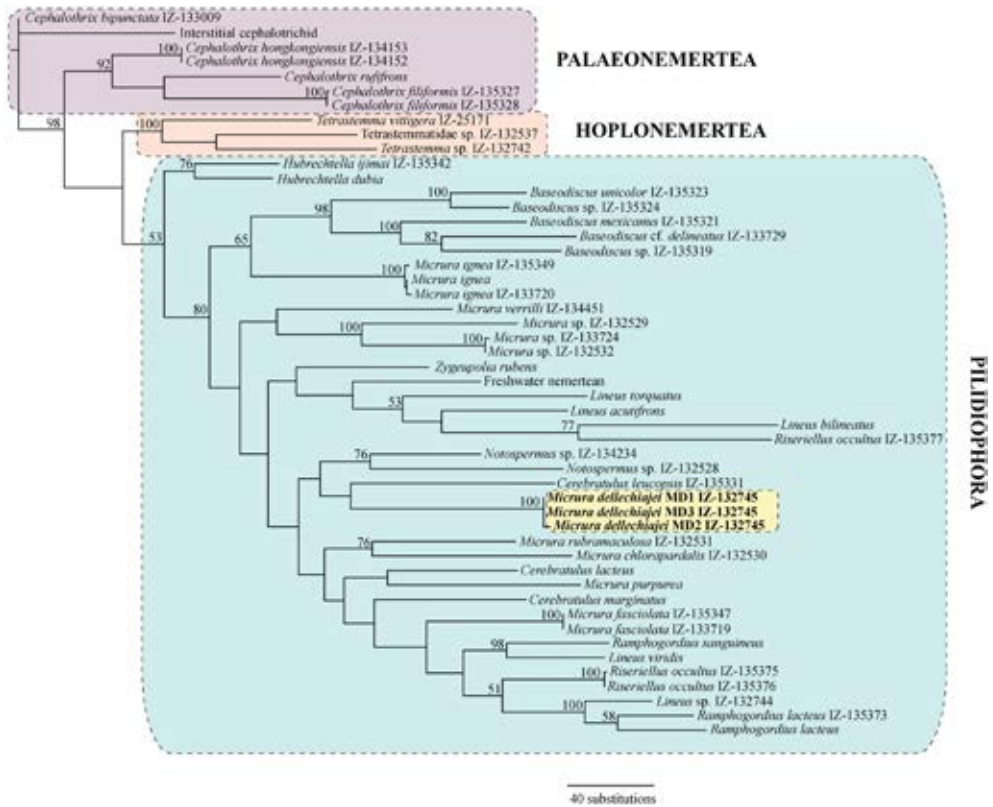 Cephalothrix bipunctata IZ-133009
Interstitial cephalotrichid
100 Cephalothrix hongkongiensis IZ-134153
Cephalothrix hongkongiensis IZ-134152
92
PALAEONEMERTEA
Cephalothrix rufifrons
100 Cephalothrix filiformis IZ-135327
Cephalothrix filiformis IZ-135328
98
100
Tetrastemma vittigera IZ-25171
Tetrastemmatidae sp. IZ-132537
HOPLONEMERTEA
Tetrastemma sp. IZ-132742
76 Hubrechtella ijimai IZ-135342
Hubrechtella dubia
100 Baseodiscus unicolor IZ-135323
Baseodiscus sp. IZ-135324
98
100 Baseodiscus mexicanus IZ-135321
82 Baseodiscus cf. delineatus IZ-133729
Baseodiscus sp. IZ-135319
53
65
Micrura ignea IZ-135349
100 Micrura ignea
Micrura ignea IZ-133720
80
Micrura verrilli IZ-134451
100 Micrura sp. IZ-132529
100 Micrura sp. IZ-133724
Micrura sp. IZ-132532
Zygeupolia rubens
Freshwater nemertean
53 Lineus torquatus
Lineus acutifrons
77 Lineus bilineatus
Riseriellus occultus IZ-135377
PILIDIOPHORA
76 Notospermus sp. IZ-134234
Notospermus sp. IZ-132528
Cerebratulus leucopsis IZ-135331
100 Micrura dellechiajei MD1 IZ-132745
Micrura dellechiajei MD3 IZ-132745
Micrura dellechiajei MD2 IZ-132745
76 Micrura rubramaculosa IZ-132531
Micrura chlorapardalis IZ-132530
Cerebratulus lacteus
Micrura purpurea
Cerebratulus marginatus
100 Micrura fasciolata IZ-135347
Micrura fasciolata IZ-133719
98 Ramphogordius sanguineus
Lineus viridis
100 Riseriellus occultus IZ-135375
Riseriellus occultus IZ-135376
51
100 Lineus sp. IZ-132744
58 Ramphogordius lacteus IZ-135373
Ramphogordius lacteus
40 substitutions